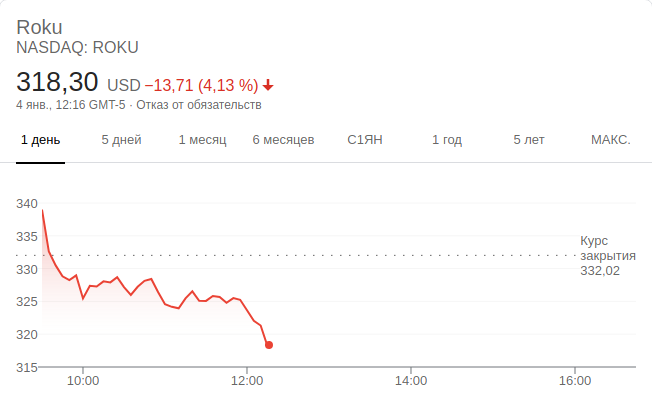 Roku
NASDAQ: ROKU
318,30 USD −13,71 (4,13 %)
4 янв., 12:16 GMT-5 · Отказ от обязательств
1 день 5 дней 1 месяц 6 месяцев С1ЯН 1 год 5 лет МАКС.
340
335
330
325
320
315
Курс
закрытия
332,02
10:00 12:00 14:00 16:00